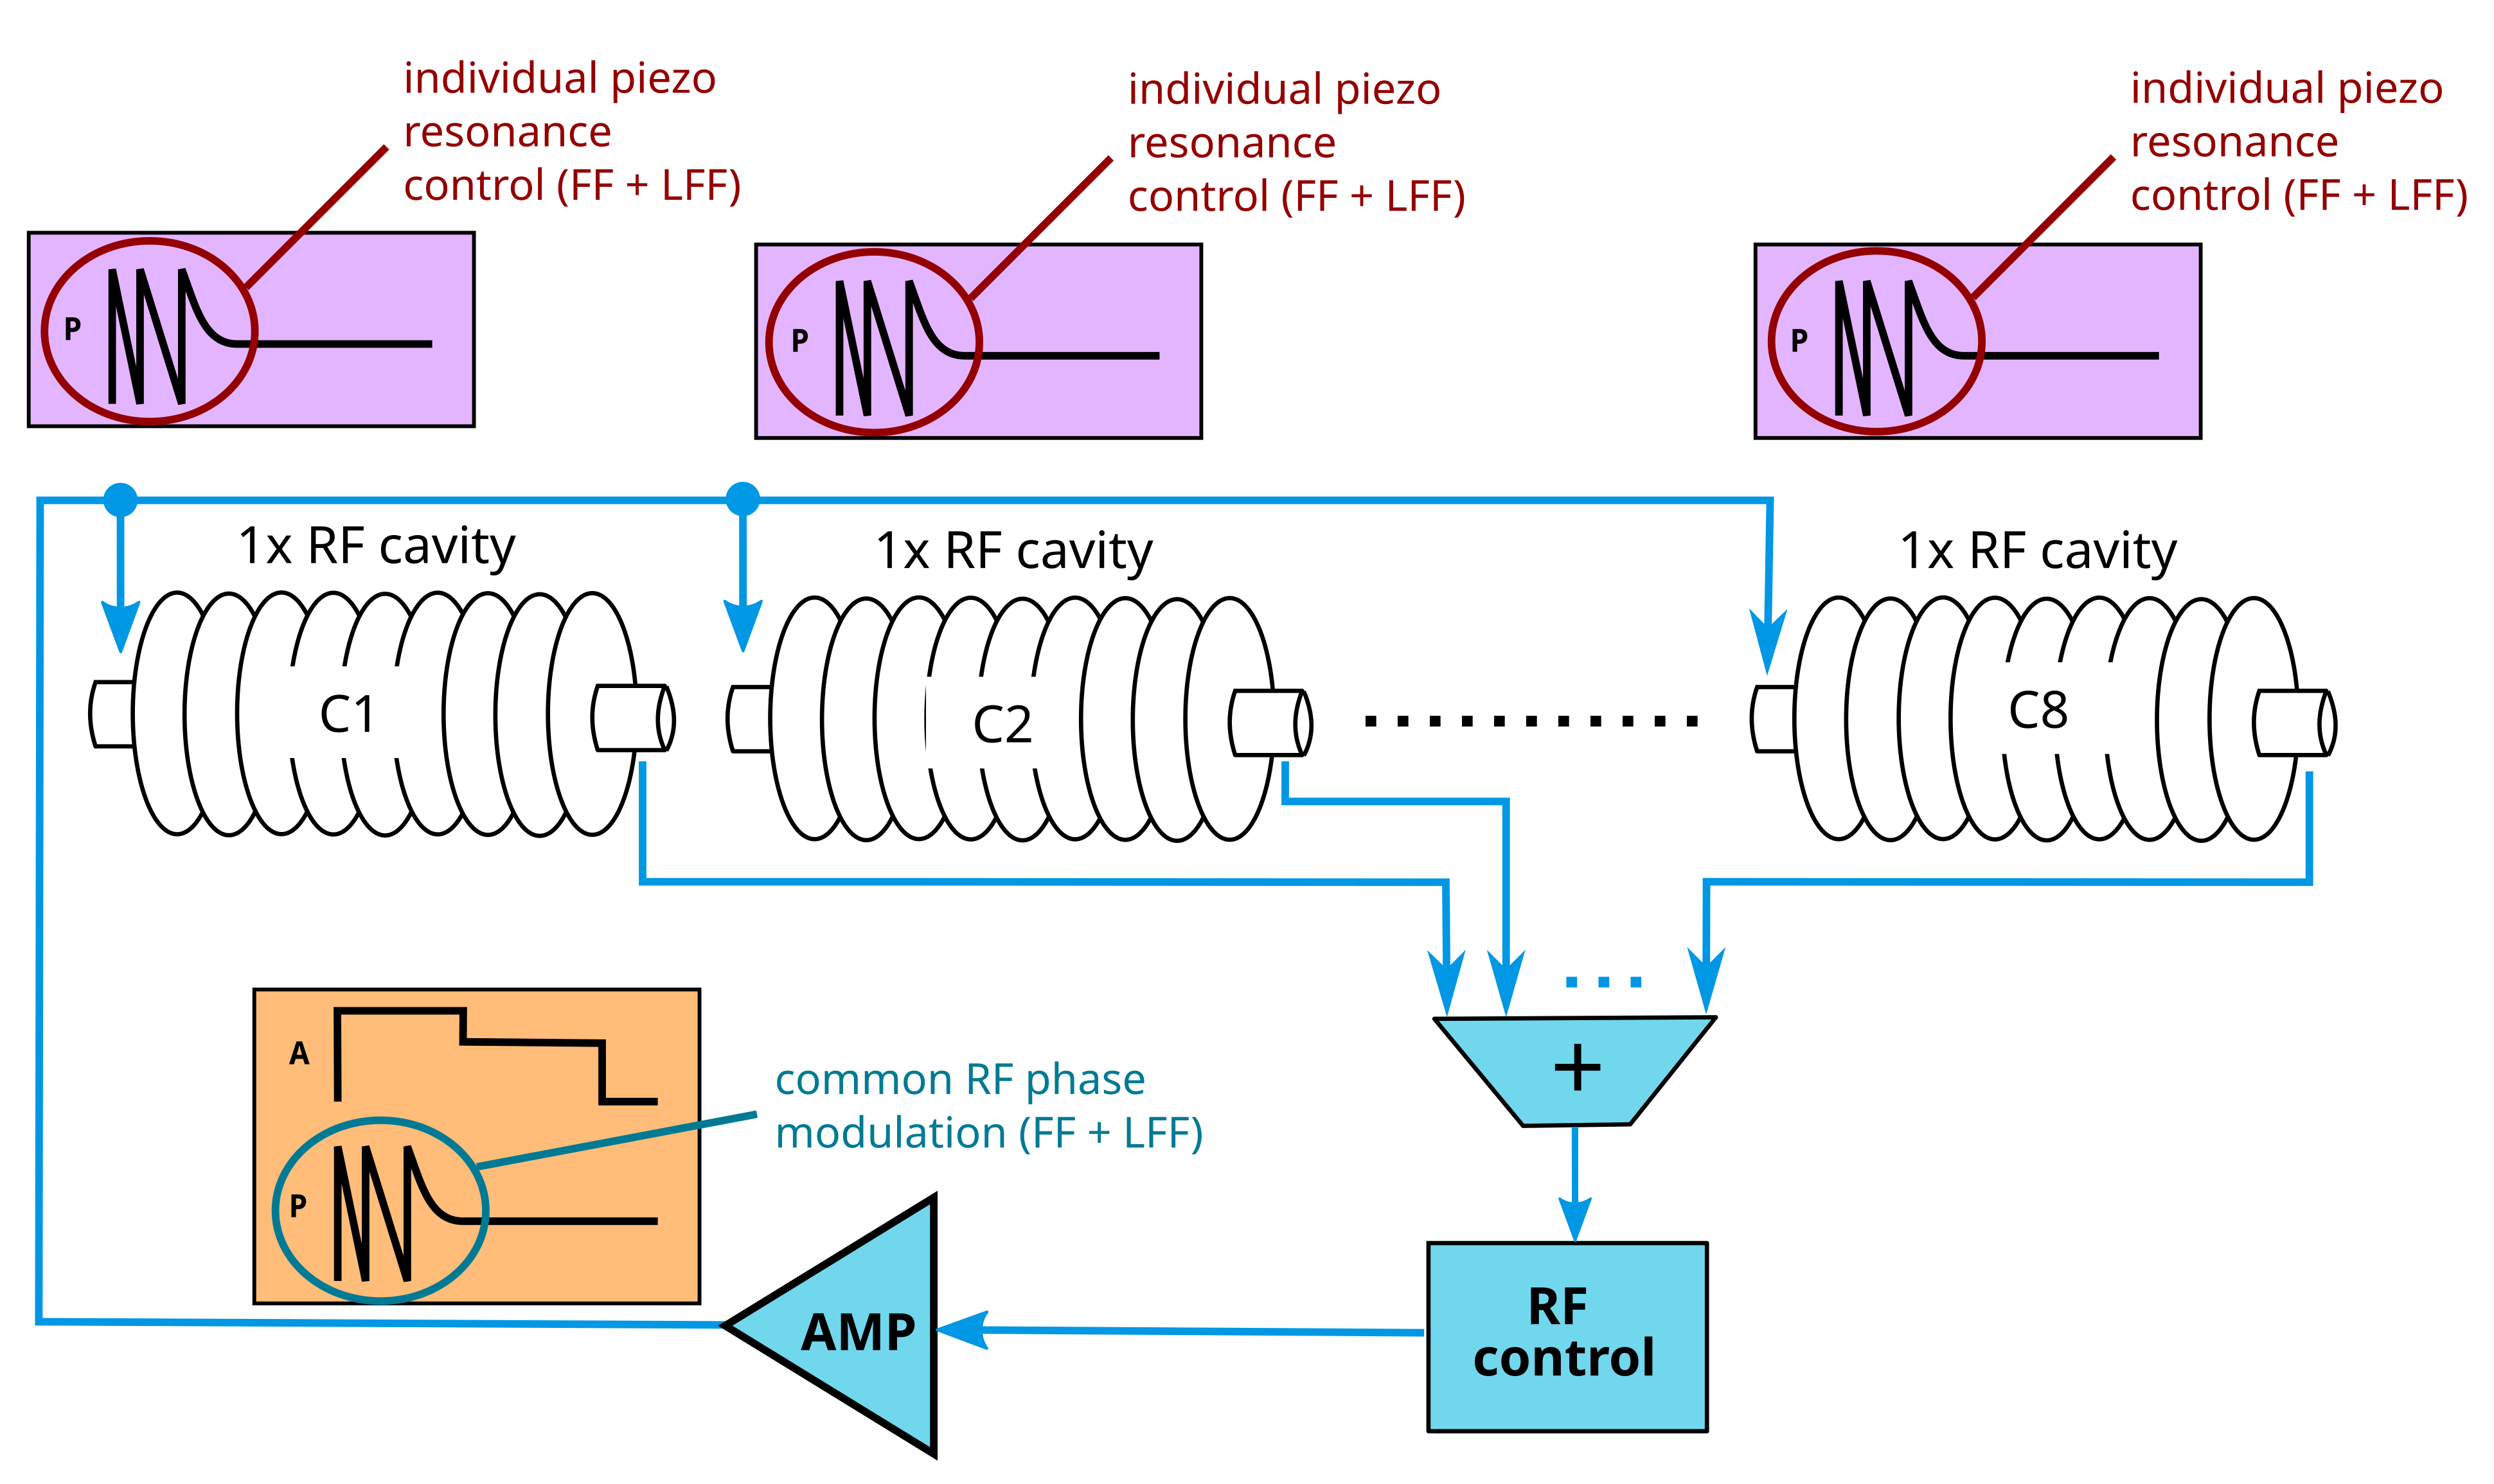 individual piezo
resonance
control (FF + LFF)
individual piezo
resonance
control (FF + LFF)
individual piezo
resonance
control (FF + LFF)
P
P
P
1x RF cavity
1x RF cavity
1x RF cavity
C1
C2
C8
A
P
common RF phase
modulation (FF + LFF)
+
AMP
RF
control